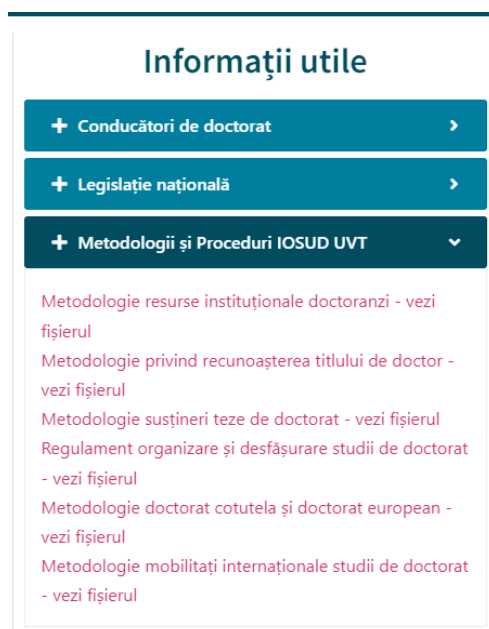 Informații utile
Conducători de doctorat
Legislație națională
Metodologii și Proceduri IOSUD UVT
Metodologie resurse instituționale doctoranzi - vezi
fișierul
Metodologie privind recunoașterea titlului de doctor -
vezi fișierul
Metodologie susțineri teze de doctorat - vezi fișierul
Regulament organizare și desfășurare studii de doctorat
- vezi fișierul
Metodologie doctorat cotutela și doctorat european -
vezi fișierul
Metodologie mobilitați internaționale studii de doctorat
- vezi fișierul